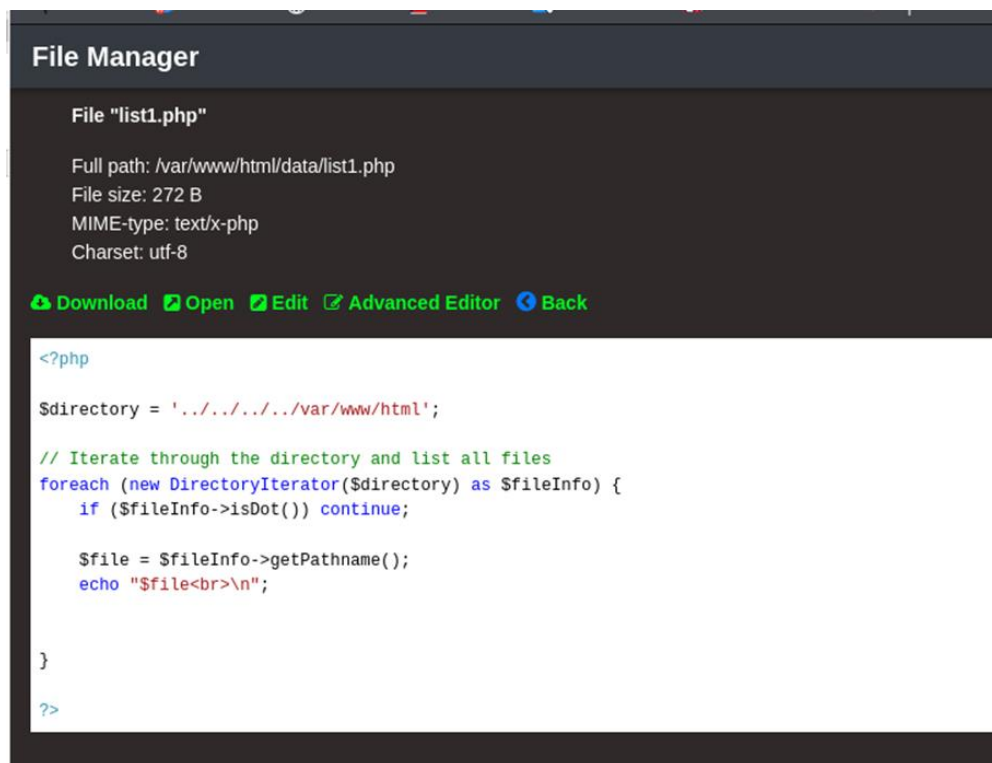 File Manager
File "list1.php"
Full path: /var/www/html/data/list1.php
File size: 272 B
MIME-type: text/x-php
Charset: utf-8
Download Open Edit Advanced Editor Back
<?php
$directory = '../../../../var/www/html';
// Iterate through the directory and list all files
foreach (new DirectoryIterator($directory) as $fileInfo) {
    if ($fileInfo->isDot()) continue;
    $file = $fileInfo->getPathname();
    echo "$file<br>\n";
}
?>